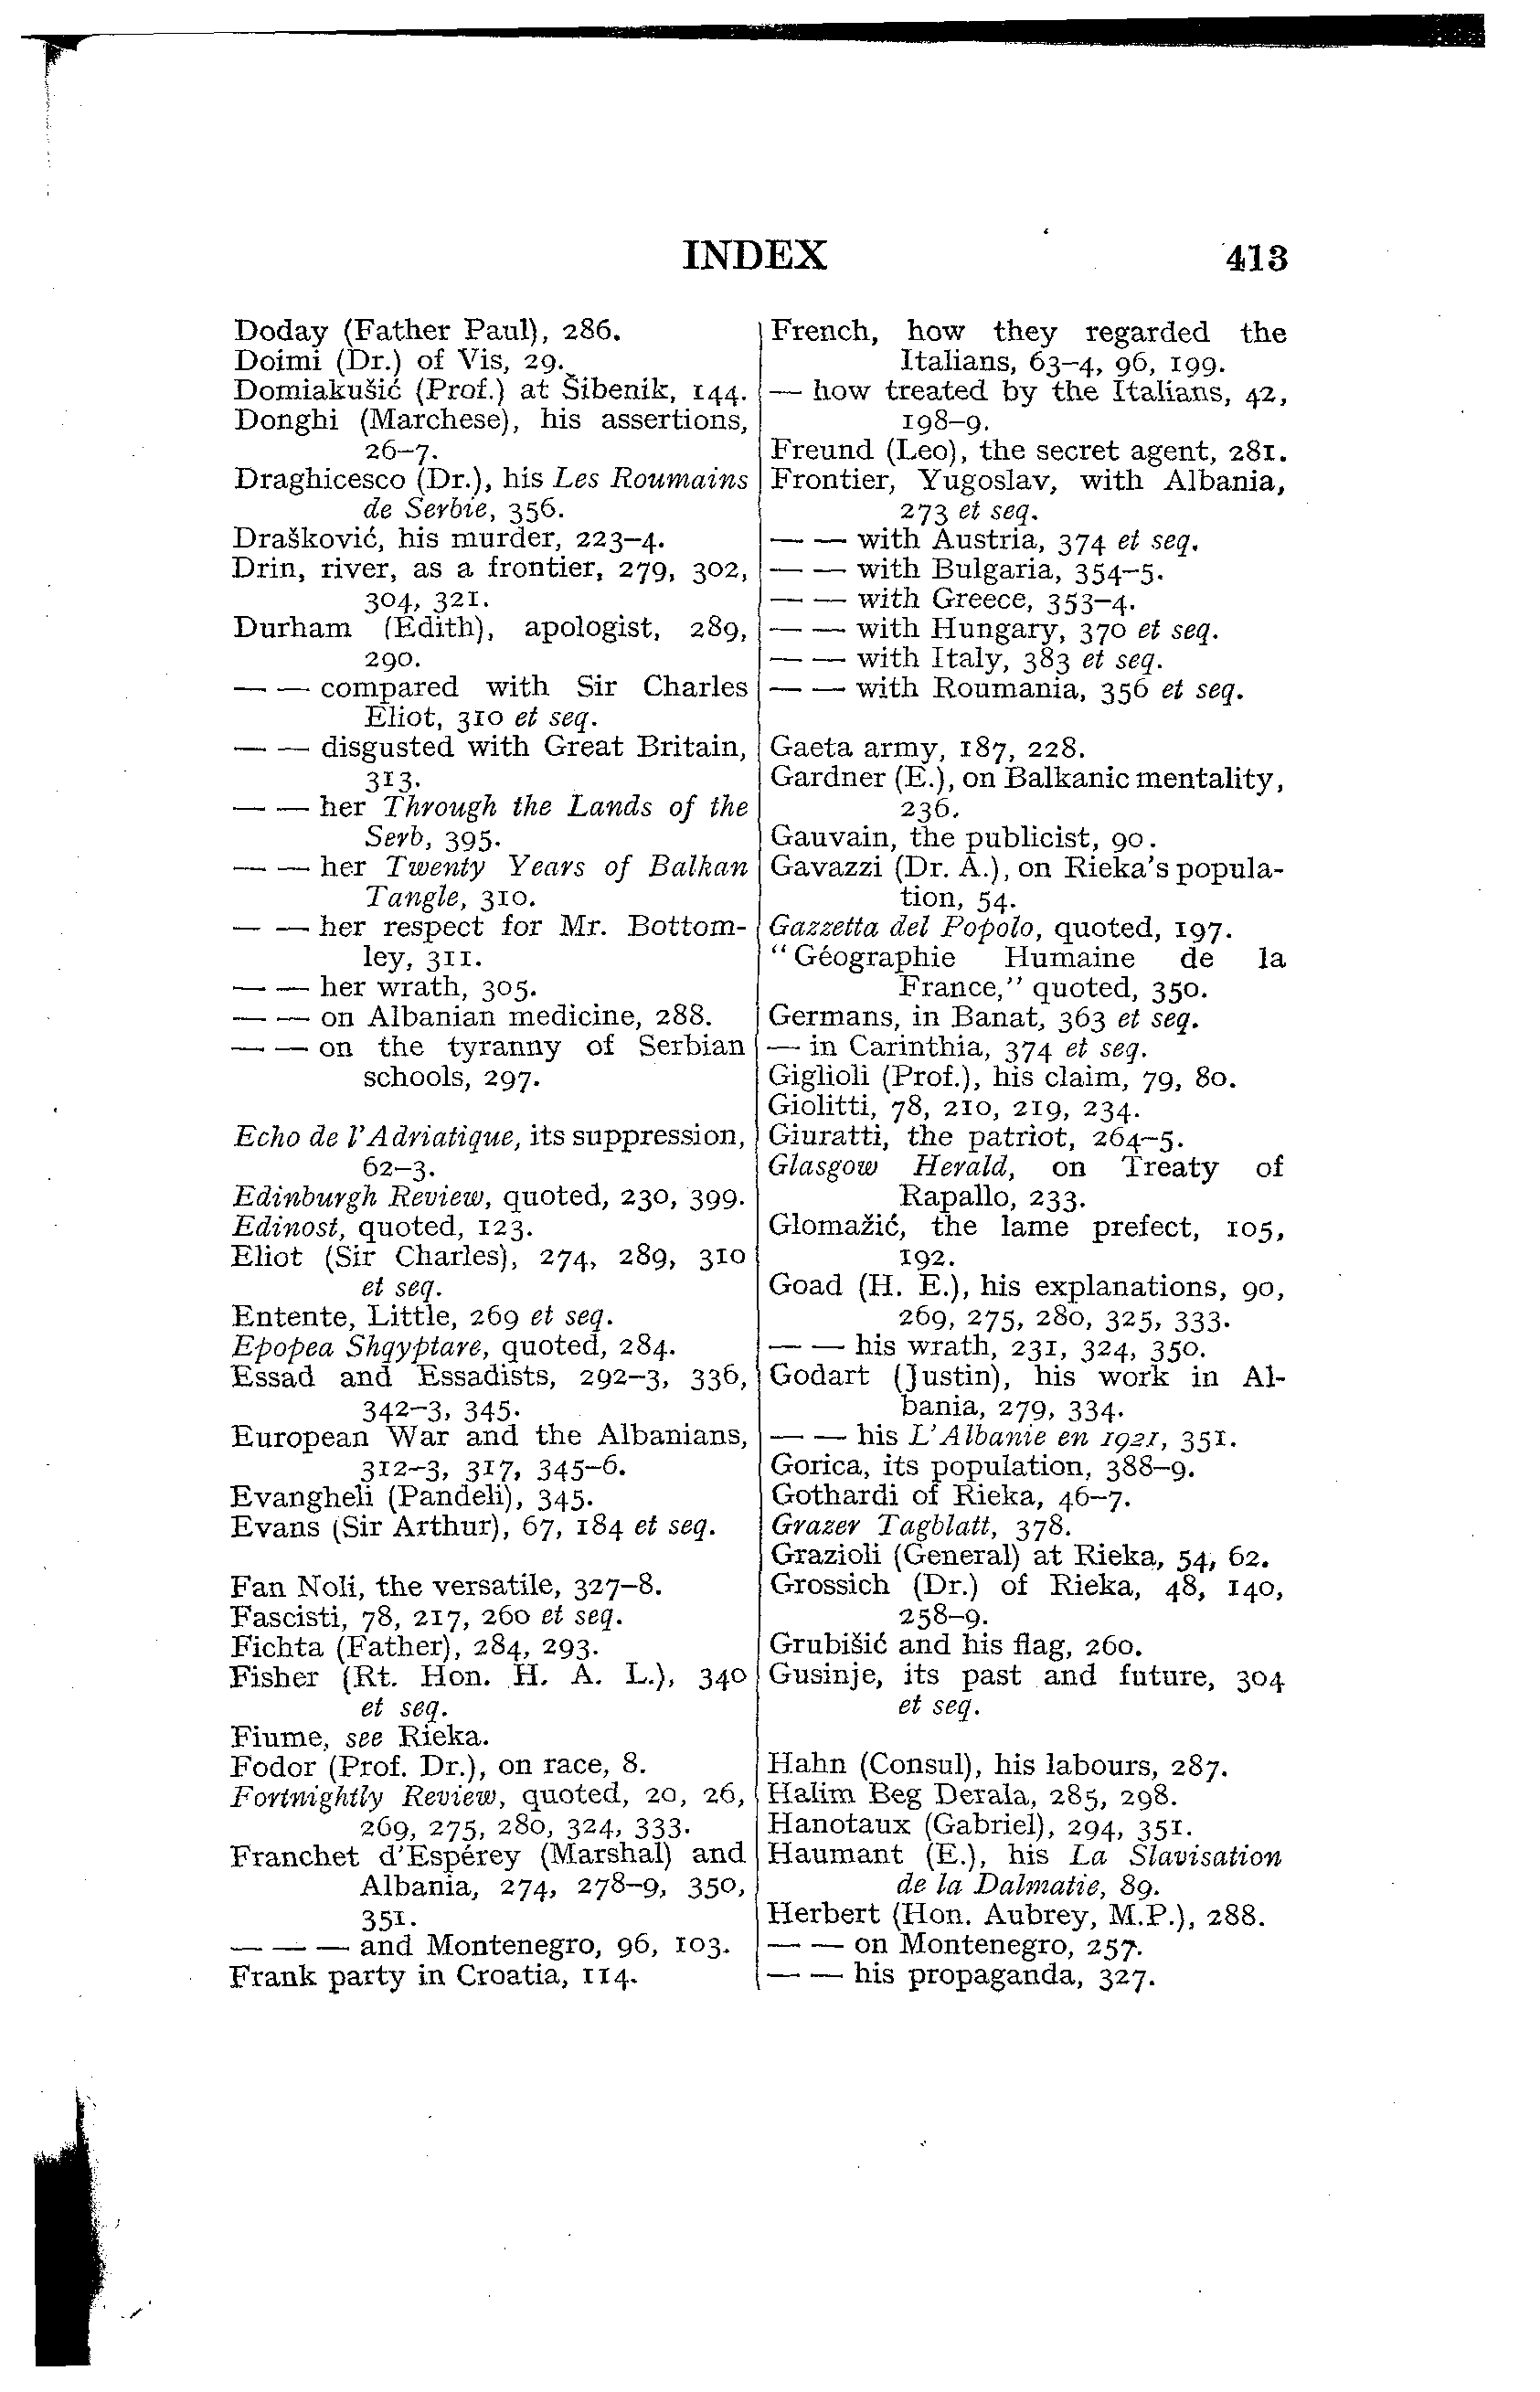 INDEX 413
Doday (Father Paul), 286.
Doimi (Dr.) of Vis, 29.
Domiakušić (Prof.) at Šibenik, 144.
Donghi (Marchese), his assertions,
26–7.
Draghicesco (Dr.), his Les Roumains
de Serbie, 356.
Drašković, his murder, 223–4.
Drin, river, as a frontier, 279, 302,
304, 321.
Durham (Edith), apologist, 289,
290.
— — compared with Sir Charles
Eliot, 310 et seq.
— — disgusted with Great Britain,
313.
— — her Through the Lands of the
Serb, 395.
— — her Twenty Years of Balkan
Tangle, 310.
— — her respect for Mr. Bottom-
ley, 311.
— — her wrath, 305.
— — on Albanian medicine, 288.
— — on the tyranny of Serbian
schools, 297.
Echo de l'Adriatique, its suppression,
62–3.
Edinburgh Review, quoted, 230, 399.
Edinost, quoted, 123.
Eliot (Sir Charles), 274, 289, 310
et seq.
Entente, Little, 269 et seq.
Epopea Shqyptare, quoted, 284.
Essad and Essadists, 292–3, 336,
342–3, 345.
European War and the Albanians,
312–3, 317, 345–6.
Evangheli (Pandeli), 345.
Evans (Sir Arthur), 67, 184 et seq.
Fan Noli, the versatile, 327–8.
Fascisti, 78, 217, 260 et seq.
Fichta (Father), 284, 293.
Fisher (Rt. Hon. H. A. L.), 340
et seq.
Fiume, see Rieka.
Fodor (Prof. Dr.), on race, 8.
Fortnightly Review, quoted, 20, 26,
269, 275, 280, 324, 333.
Franchet d'Espérey (Marshal) and
Albania, 274, 278–9, 350,
351.
— — — and Montenegro, 96, 103.
Frank party in Croatia, 114.
French, how they regarded the
Italians, 63–4, 96, 199.
— how treated by the Italians, 42,
198–9.
Freund (Leo), the secret agent, 281.
Frontier, Yugoslav, with Albania,
273 et seq.
— — with Austria, 374 et seq.
— — with Bulgaria, 354–5.
— — with Greece, 353–4.
— — with Hungary, 370 et seq.
— — with Italy, 383 et seq.
— — with Roumania, 356 et seq.
Gaeta army, 187, 228.
Gardner (E.), on Balkanic mentality,
236.
Gauvain, the publicist, 90.
Gavazzi (Dr. A.), on Rieka's popula-
tion, 54.
Gazzetta del Popolo, quoted, 197.
"Géographie Humaine de la
France," quoted, 350.
Germans, in Banat, 363 et seq.
— in Carinthia, 374 et seq.
Giglioli (Prof.), his claim, 79, 80.
Giolitti, 78, 210, 219, 234.
Giuratti, the patriot, 264–5.
Glasgow Herald, on Treaty of
Rapallo, 233.
Glomažić, the lame prefect, 105,
192.
Goad (H. E.), his explanations, 90,
269, 275, 280, 325, 333.
— — his wrath, 231, 324, 350.
Godart (Justin), his work in Al-
bania, 279, 334.
— — his L'Albanie en 1921, 351.
Gorica, its population, 388–9.
Gothardi of Rieka, 46–7.
Grazer Tagblatt, 378.
Grazioli (General) at Rieka, 54, 62.
Grossich (Dr.) of Rieka, 48, 140,
258–9.
Grubišić and his flag, 260.
Gusinje, its past and future, 304
et seq.
Hahn (Consul), his labours, 287.
Halim Beg Derala, 285, 298.
Hanotaux (Gabriel), 294, 351.
Haumant (E.), his La Slavisation
de la Dalmatie, 89.
Herbert (Hon. Aubrey, M.P.), 288.
— — on Montenegro, 257.
— — his propaganda, 327.